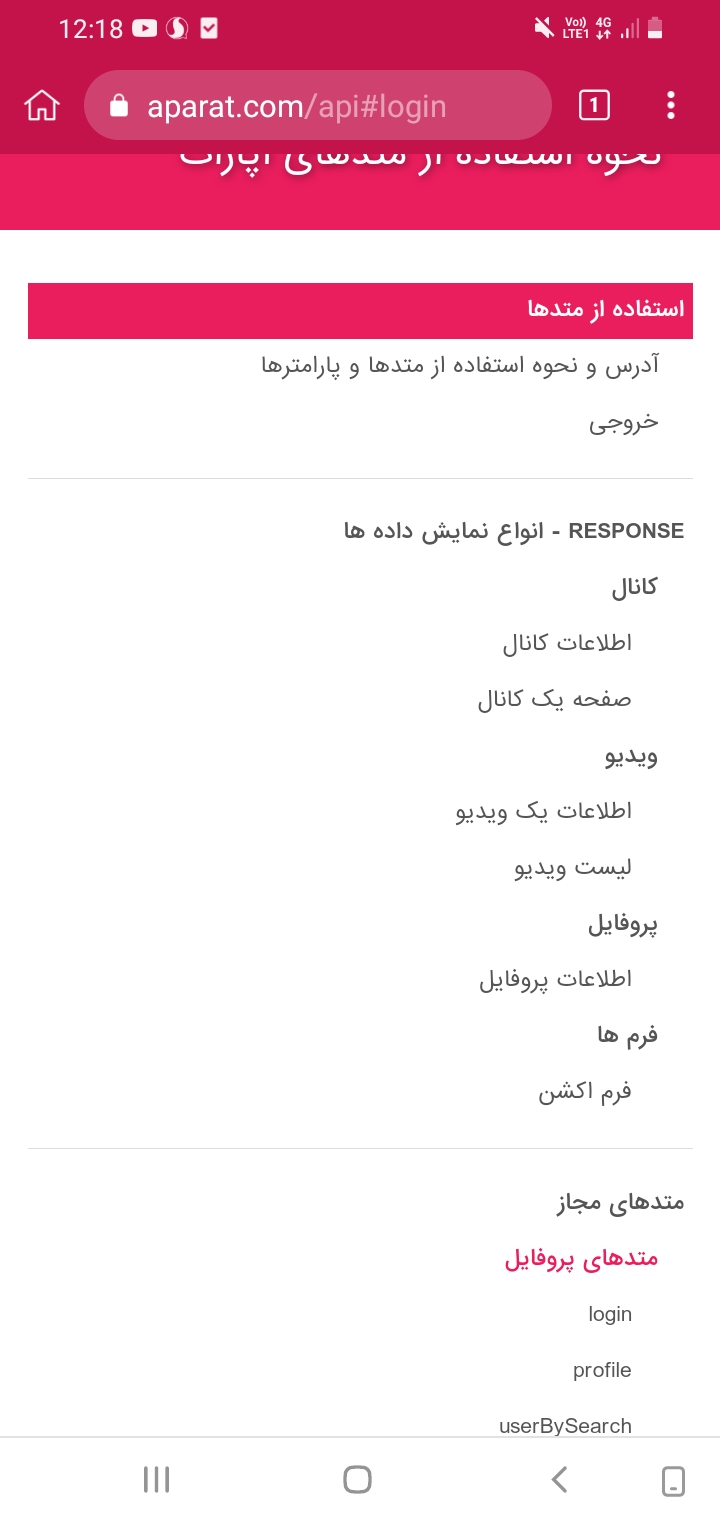 12:18
Vo)) 4G
LTE1
aparat.com/api#login
1
نحوه استفاده از متدهای آپارات
استفاده از متدها
آدرس و نحوه استفاده از متدها و پارامترها
خروجی
RESPONSE - انواع نمایش داده ها
کانال
اطلاعات کانال
صفحه یک کانال
ویدیو
اطلاعات یک ویدیو
لیست ویدیو
پروفایل
اطلاعات پروفایل
فرم ها
فرم اکشن
متدهای مجاز
متدهای پروفایل
login
profile
userBySearch